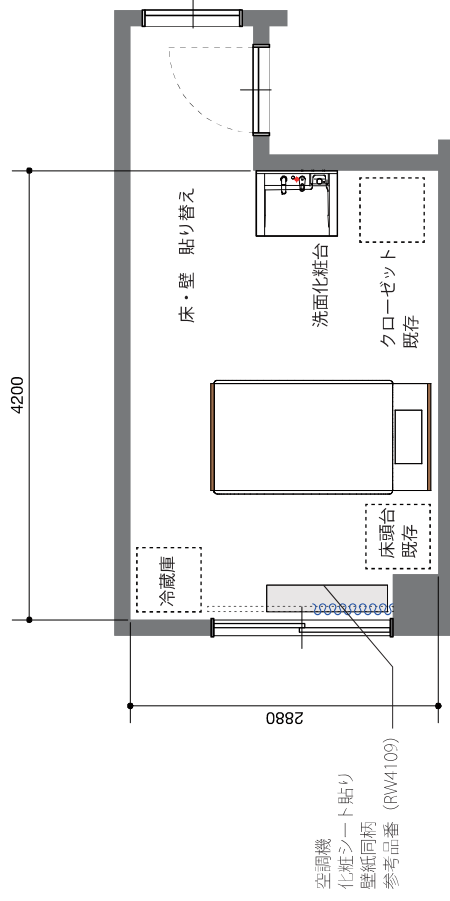 4200
床・壁　貼り替え
洗面化粧台
クローゼット
既存
冷蔵庫
床頭台
既存
2880
空調機
化粧シート貼り
壁紙同柄
参考品番（RW4109）